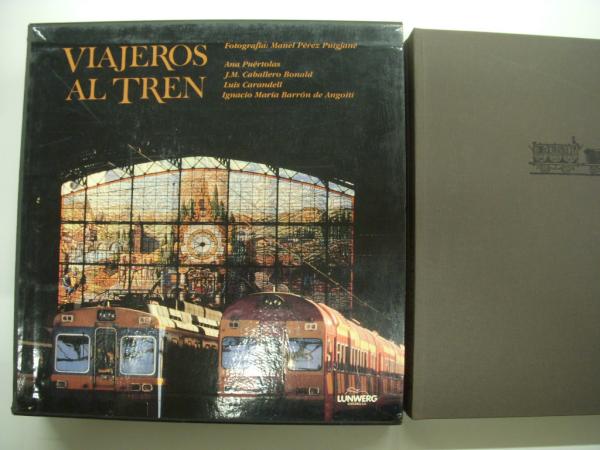 VIAJEROS
AL TREN
Fotografía: Manel Pérez Puigjané
Ana Puértolas
J.M. Caballero Bonald
Luis Carandell
Ignacio María Barrón de Angoiti
LUNWERG